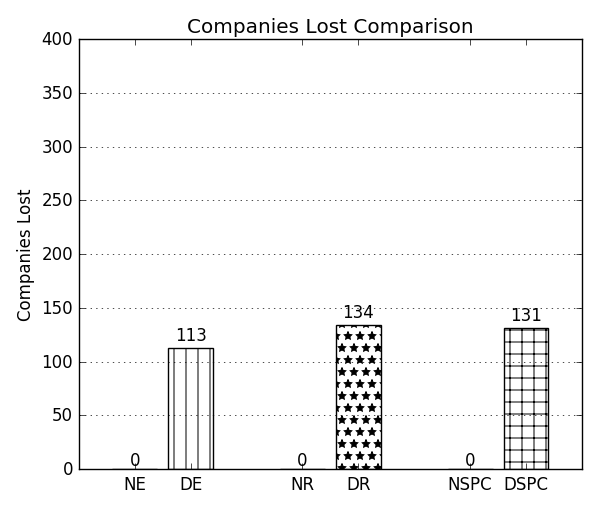 Companies Lost Comparison
400
350
300
250
200
150
100
50
0
Companies Lost
0
113
0
134
0
131
NE
DE
NR
DR
NSPC
DSPC